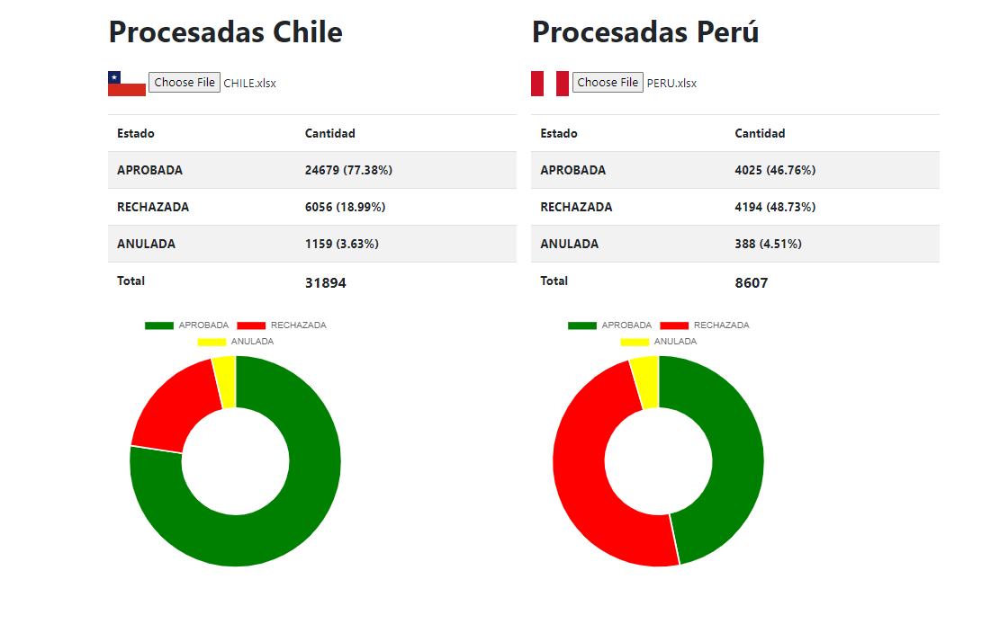 Procesadas Chile
Choose File CHILE.xlsx
Estado Cantidad
APROBADA 24679 (77.38%)
RECHAZADA 6056 (18.99%)
ANULADA 1159 (3.63%)
Total 31894
APROBADA RECHAZADA
ANULADA
Procesadas Perú
Choose File PERU.xlsx
Estado Cantidad
APROBADA 4025 (46.76%)
RECHAZADA 4194 (48.73%)
ANULADA 388 (4.51%)
Total 8607
APROBADA RECHAZADA
ANULADA